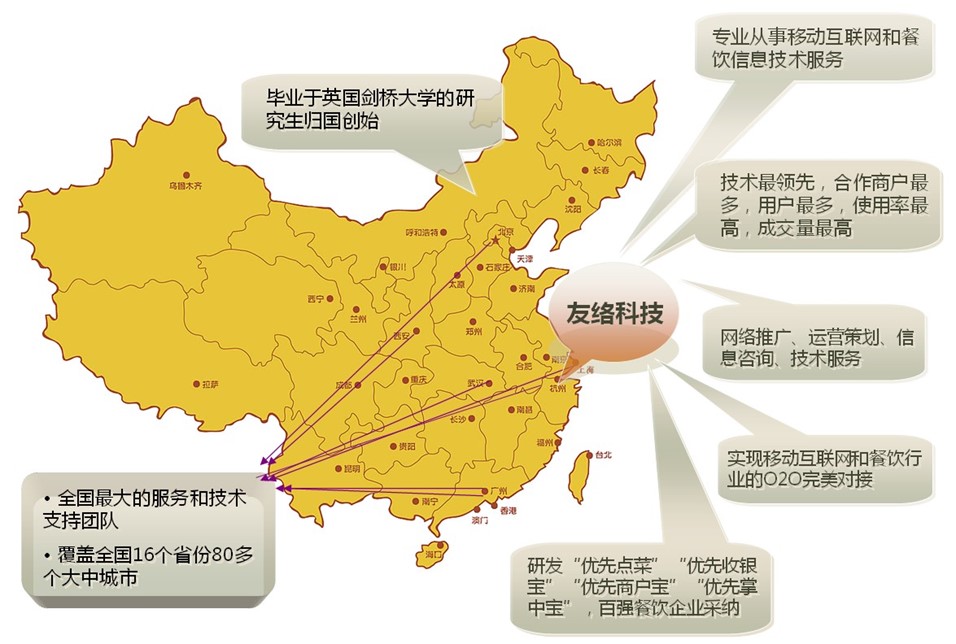 专业从事移动互联网和餐
饮信息技术服务
毕业于英国剑桥大学的研
究生归国创始
技术最领先，合作商户最
多，用户最多，使用率最
高，成交量最高
哈尔滨
长春
乌鲁木齐
沈阳
呼和浩特
北京
天津
银川
石家庄
太原
济南
西宁
兰州
友络科技
郑州
西安
网络推广、运营策划、信
息咨询、技术服务
南京
合肥
上海
拉萨
成都
重庆
武汉
杭州
南昌
长沙
福州
贵阳
台北
昆明
实现移动互联网和餐饮行
业的O2O完美对接
广州
南宁
香港
澳门
海口
• 全国最大的服务和技术
支持团队
• 覆盖全国16个省份80多
个大中城市
研发“优先点菜”“优先收银
宝”“优先商户宝”“优先掌
中宝”，百强餐饮企业采纳